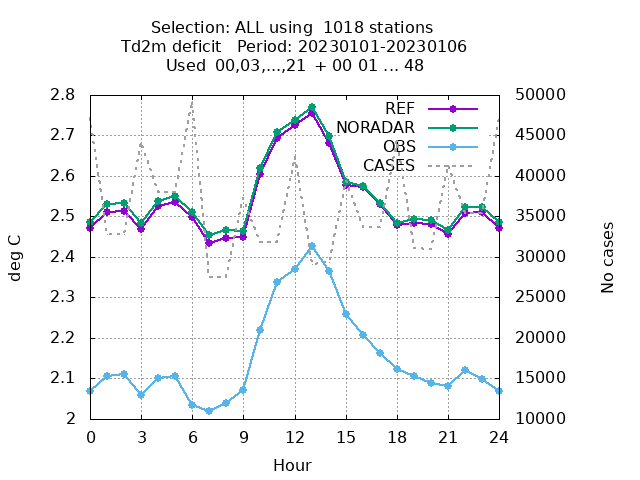 Selection: ALL using  1018 stations
Td2m deficit   Period: 20230101-20230106
Used  00,03,...,21  + 00 01 ... 48
REF
NORADAR
OBS
CASES
2.8
2.7
2.6
2.5
2.4
2.3
2.2
2.1
2
50000
45000
40000
35000
30000
25000
20000
15000
10000
deg C
No cases
0 3 6 9 12 15 18 21 24
Hour